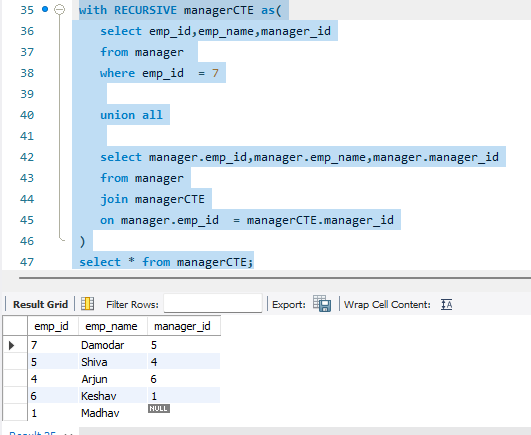 35 with RECURSIVE managerCTE as(
36 select emp_id,emp_name,manager_id
37 from manager
38 where emp_id  = 7
39
40 union all
41
42 select manager.emp_id,manager.emp_name,manager.manager_id
43 from manager
44 join managerCTE
45 on manager.emp_id  = managerCTE.manager_id
46 )
47 select * from managerCTE;
Result Grid Filter Rows: Export: Wrap Cell Content: IA
emp_id emp_name manager_id
7 Damodar 5
5 Shiva 4
4 Arjun 6
6 Keshav 1
1 Madhav NULL